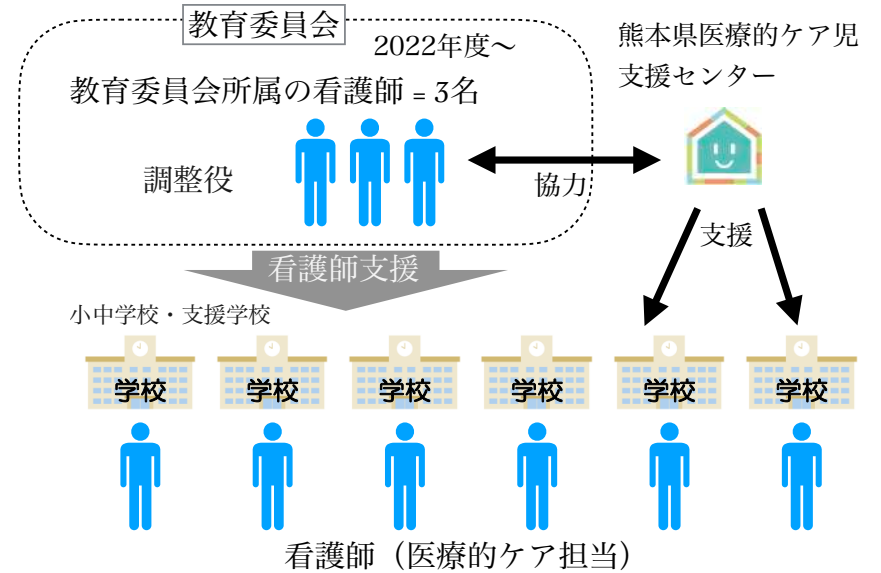 教育委員会
2022年度～
教育委員会所属の看護師 = 3名
調整役
協力
熊本県医療的ケア児
支援センター
支援
看護師支援
小中学校・支援学校
学校
学校
学校
学校
学校
学校
看護師（医療的ケア担当）